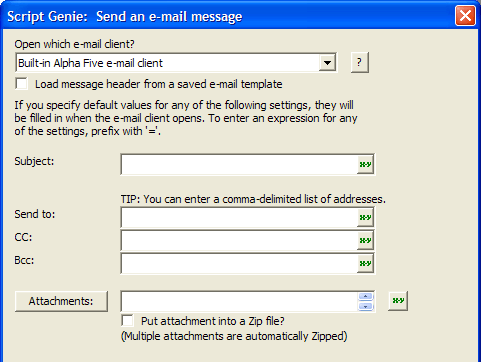 Script Genie: Send an e-mail message
Open which e-mail client?
Built-in Alpha Five e-mail client
?
Load message header from a saved e-mail template
If you specify default values for any of the following settings, they will
be filled in when the e-mail client opens. To enter an expression for any
of the settings, prefix with '='.
Subject:
TIP: You can enter a comma-delimited list of addresses.
Send to:
CC:
Bcc:
Attachments:
Put attachment into a Zip file?
(Multiple attachments are automatically Zipped)